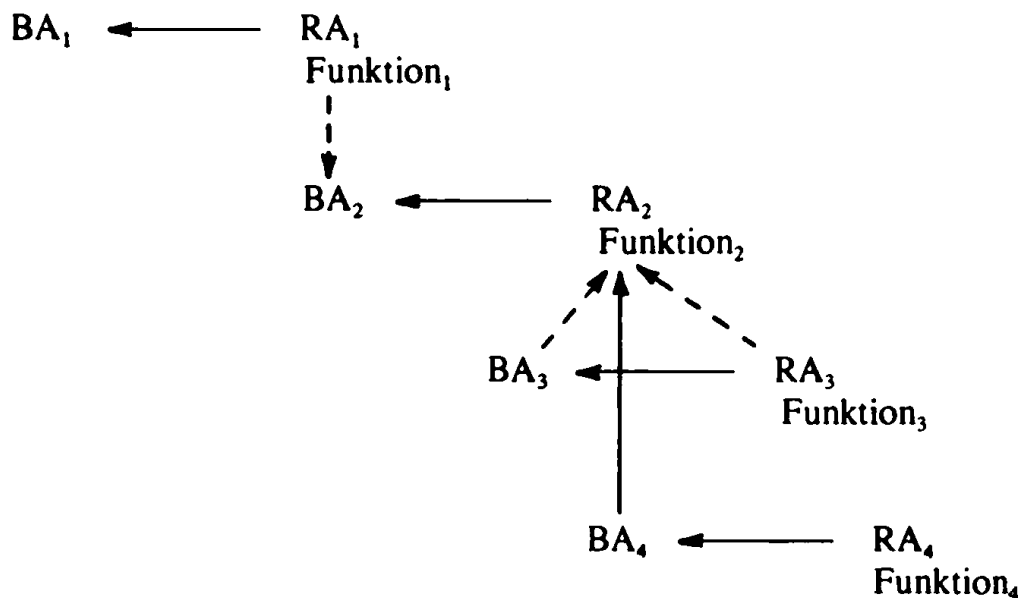 BA₁ RA₁
Funktion₁
BA₂ RA₂
Funktion₂
BA₃ RA₃
Funktion₃
BA₄ RA₄
Funktion₄